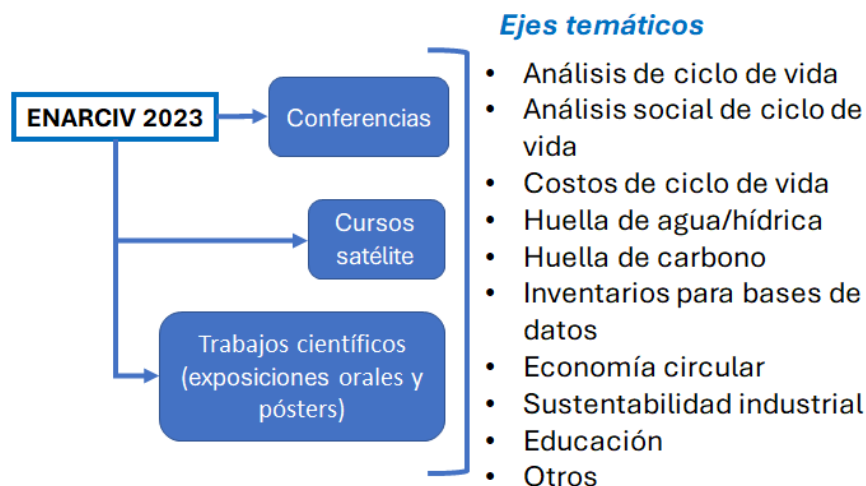 ENARCIV 2023
Conferencias
Cursos
satélite
Trabajos científicos
(exposiciones orales y
pósters)
Ejes temáticos
• Análisis de ciclo de vida
• Análisis social de ciclo de
vida
• Costos de ciclo de vida
• Huella de agua/hídrica
• Huella de carbono
• Inventarios para bases de
datos
• Economía circular
• Sustentabilidad industrial
• Educación
• Otros